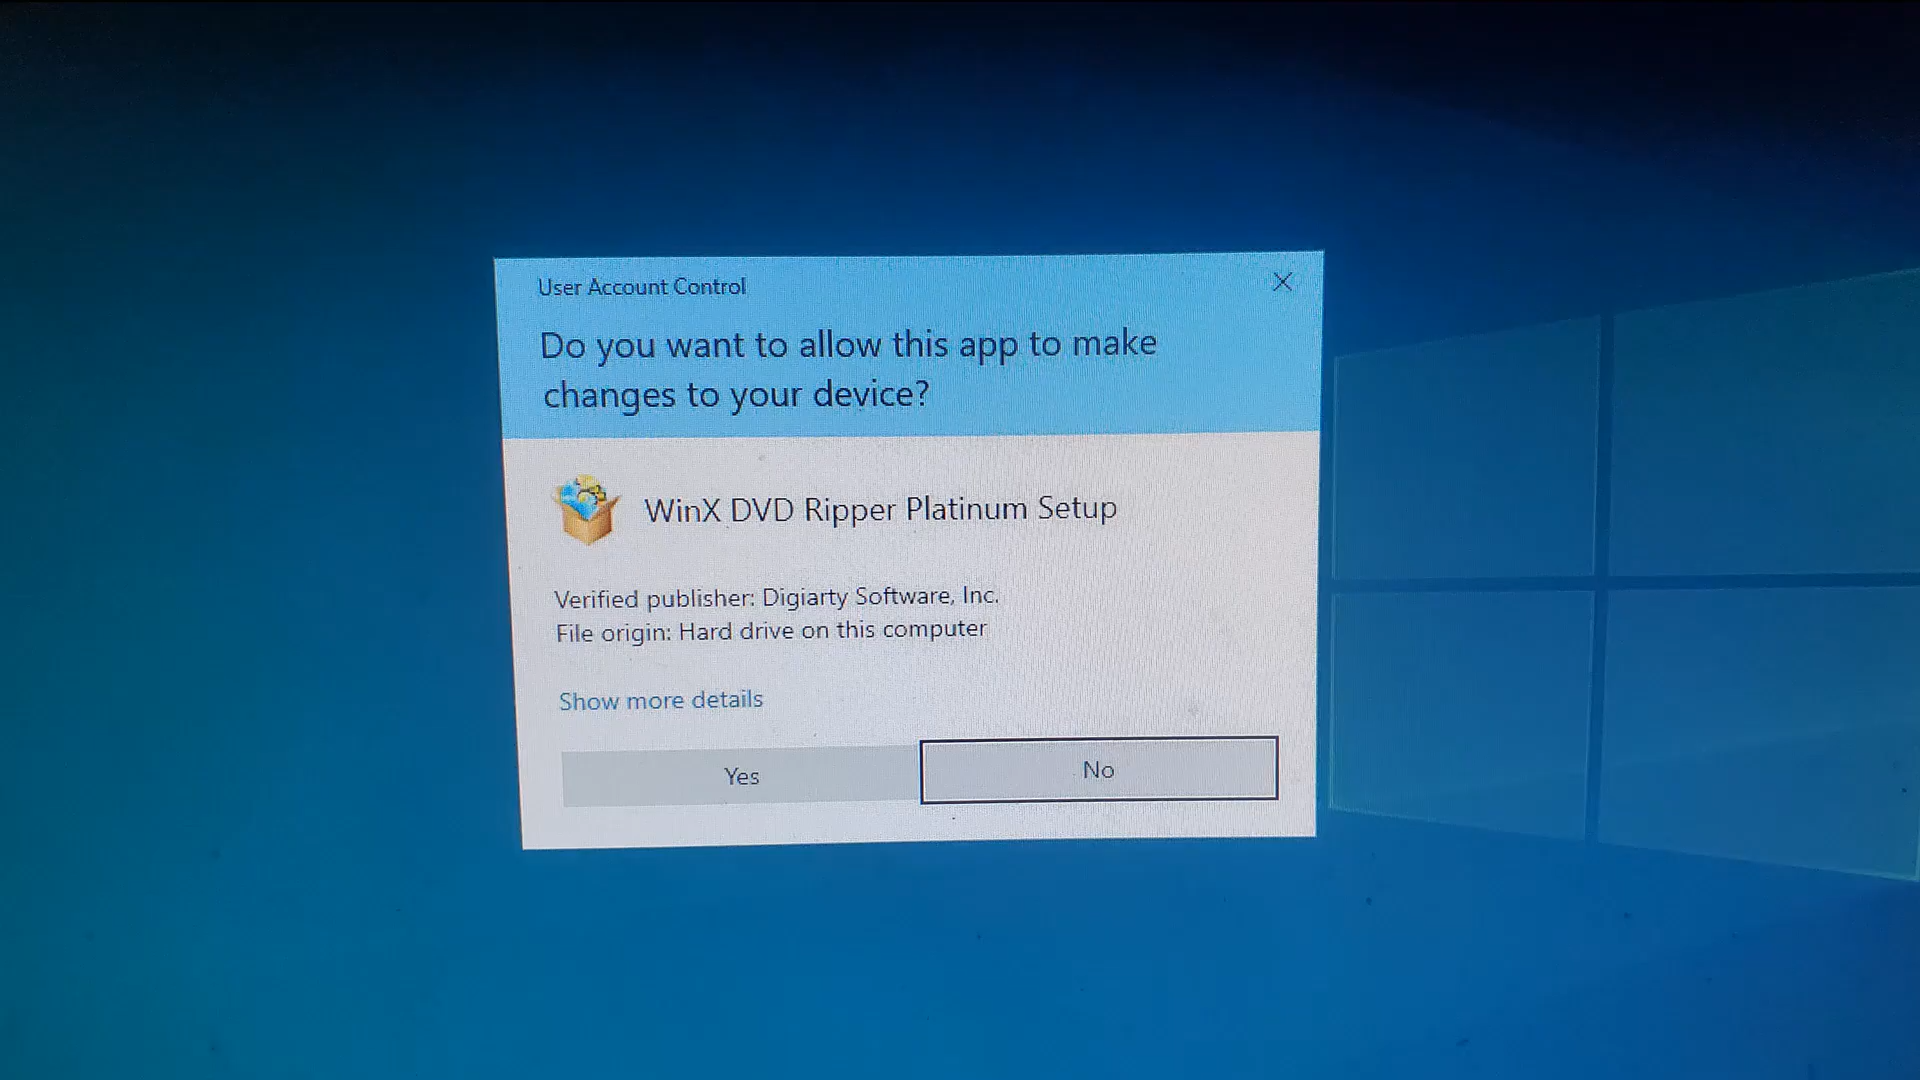 User Account Control
Do you want to allow this app to make
changes to your device?
WinX DVD Ripper Platinum Setup
Verified publisher: Digiarty Software, Inc.
File origin: Hard drive on this computer
Show more details
Yes
No